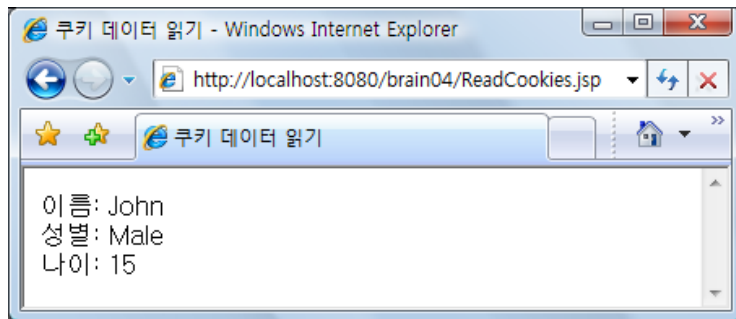 쿠키 데이터 읽기 - Windows Internet Explorer
http://localhost:8080/brain04/ReadCookies.jsp
쿠키 데이터 읽기
이름: John
성별: Male
나이: 15